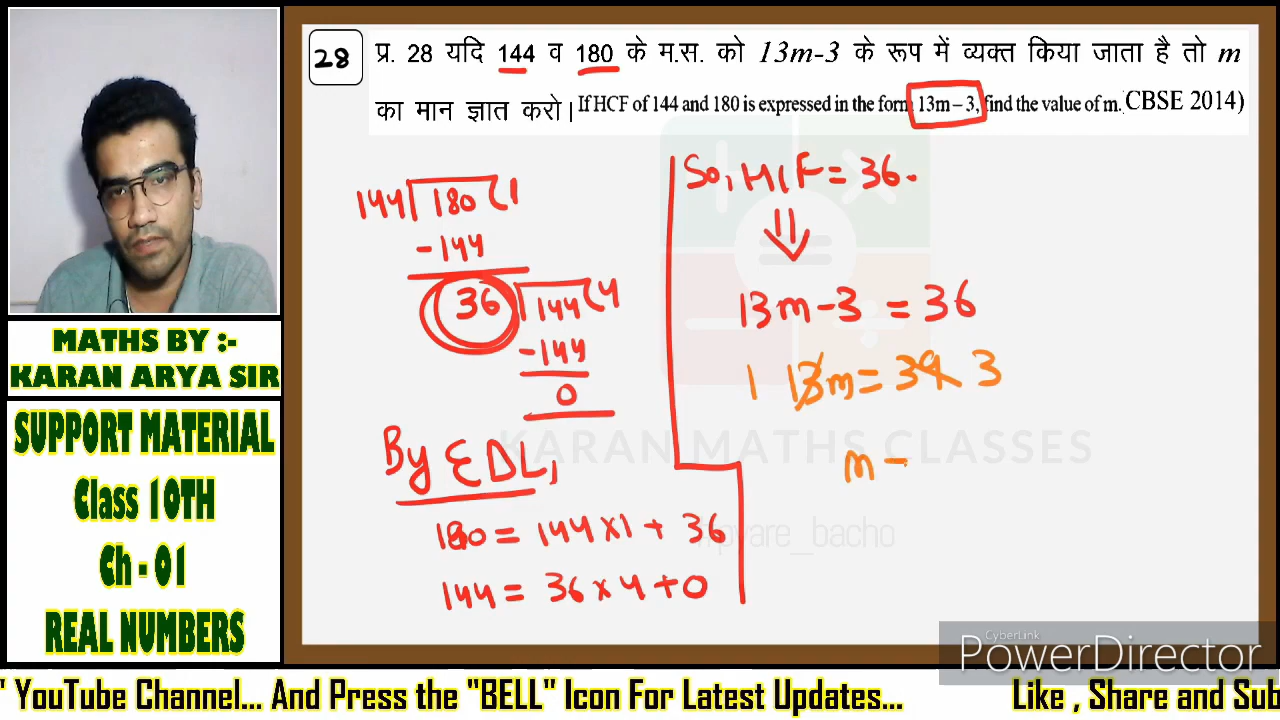 28
प्र. 28 यदि 144 व 180 के म.स. को 13m-3 के रूप में व्यक्त किया जाता है तो m
का मान ज्ञात करो। If HCF of 144 and 180 is expressed in the form 13m – 3, find the value of m. (CBSE 2014)
144 180 1
-144
36 144 4
-144
0
By EDL,
180 = 144 × 1 + 36
144 = 36 × 4 + 0
So, HCF = 36.
⇓
13m - 3 = 36
1 13m = 39 3
m -
KARAN MATHS CLASSES
pyare_bacho
MATHS BY :-
KARAN ARYA SIR
SUPPORT MATERIAL
Class 10TH
Ch - 01
REAL NUMBERS
CyberLink
PowerDirector
" YouTube Channel... And Press the "BELL" Icon For Latest Updates... Like , Share and Sub